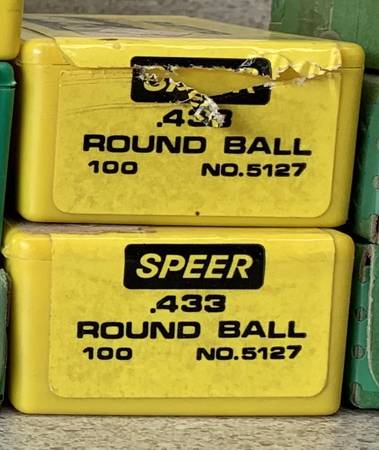 .433
ROUND BALL
100 NO.5127
SPEER
.433
ROUND BALL
100 NO.5127